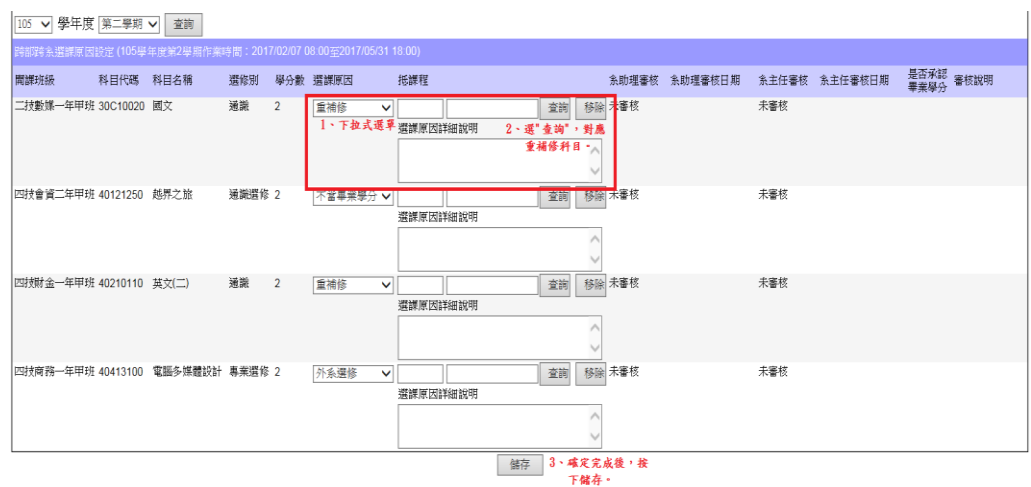 105 學年度 第二學期 查詢
跨部跨系選課原因設定 (105學年度第2學期作業時間：2017/02/07 08:00至2017/05/31 18:00)
開課班級 科目代碼 科目名稱 選修別 學分數 選課原因 抵課程 系助理審核 系助理審核日期 系主任審核 系主任審核日期 是否承認畢業學分 審核說明
二技數媒一年甲班 30C10020 國文 通識 2 重補修 查詢 移除 未審核 未審核
1、下拉式選單
選課原因詳細說明
2、選"查詢"，對應
重補修科目。
四技會資二年甲班 40121250 越界之旅 通識選修 2 不當畢業學分 查詢 移除 未審核 未審核
選課原因詳細說明
四技財金一年甲班 40210110 英文(二) 通識 2 重補修 查詢 移除 未審核 未審核
選課原因詳細說明
四技商務一年甲班 40413100 電腦多媒體設計 專業選修 2 外系選修 查詢 移除 未審核 未審核
選課原因詳細說明
儲存
3、確定完成後，按
下儲存。